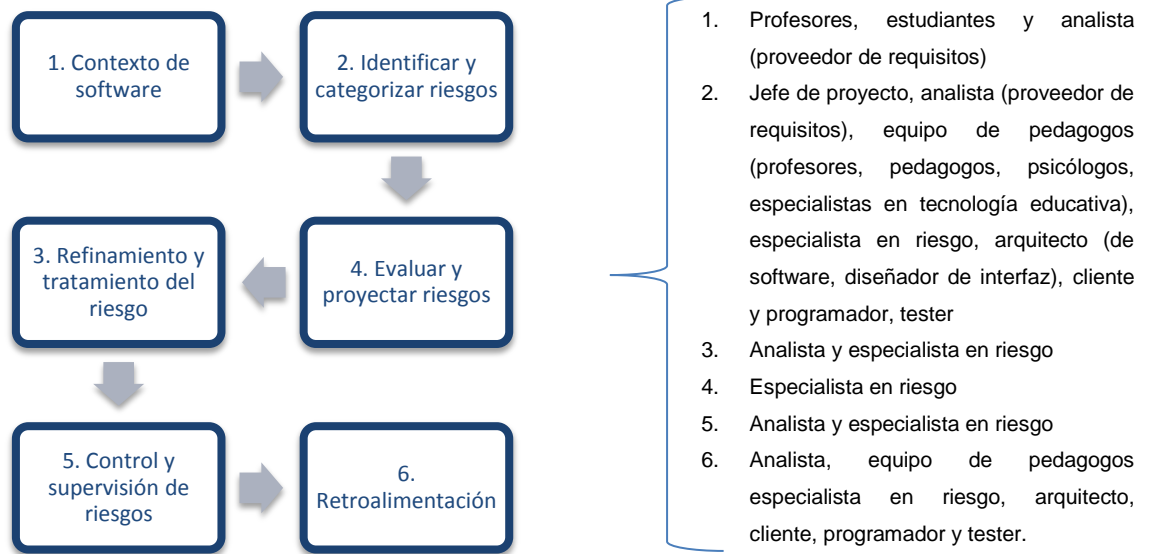 1. Contexto de
software
2. Identificar y
categorizar riesgos
3. Refinamiento y
tratamiento del
riesgo
4. Evaluar y
proyectar riesgos
5. Control y
supervisión de
riesgos
6.
Retroalimentación
1. Profesores, estudiantes y analista
(proveedor de requisitos)
2. Jefe de proyecto, analista (proveedor de
requisitos), equipo de pedagogos
(profesores, pedagogos, psicólogos,
especialistas en tecnología educativa),
especialista en riesgo, arquitecto (de
software, diseñador de interfaz), cliente
y programador, tester
3. Analista y especialista en riesgo
4. Especialista en riesgo
5. Analista y especialista en riesgo
6. Analista, equipo de pedagogos
especialista en riesgo, arquitecto,
cliente, programador y tester.